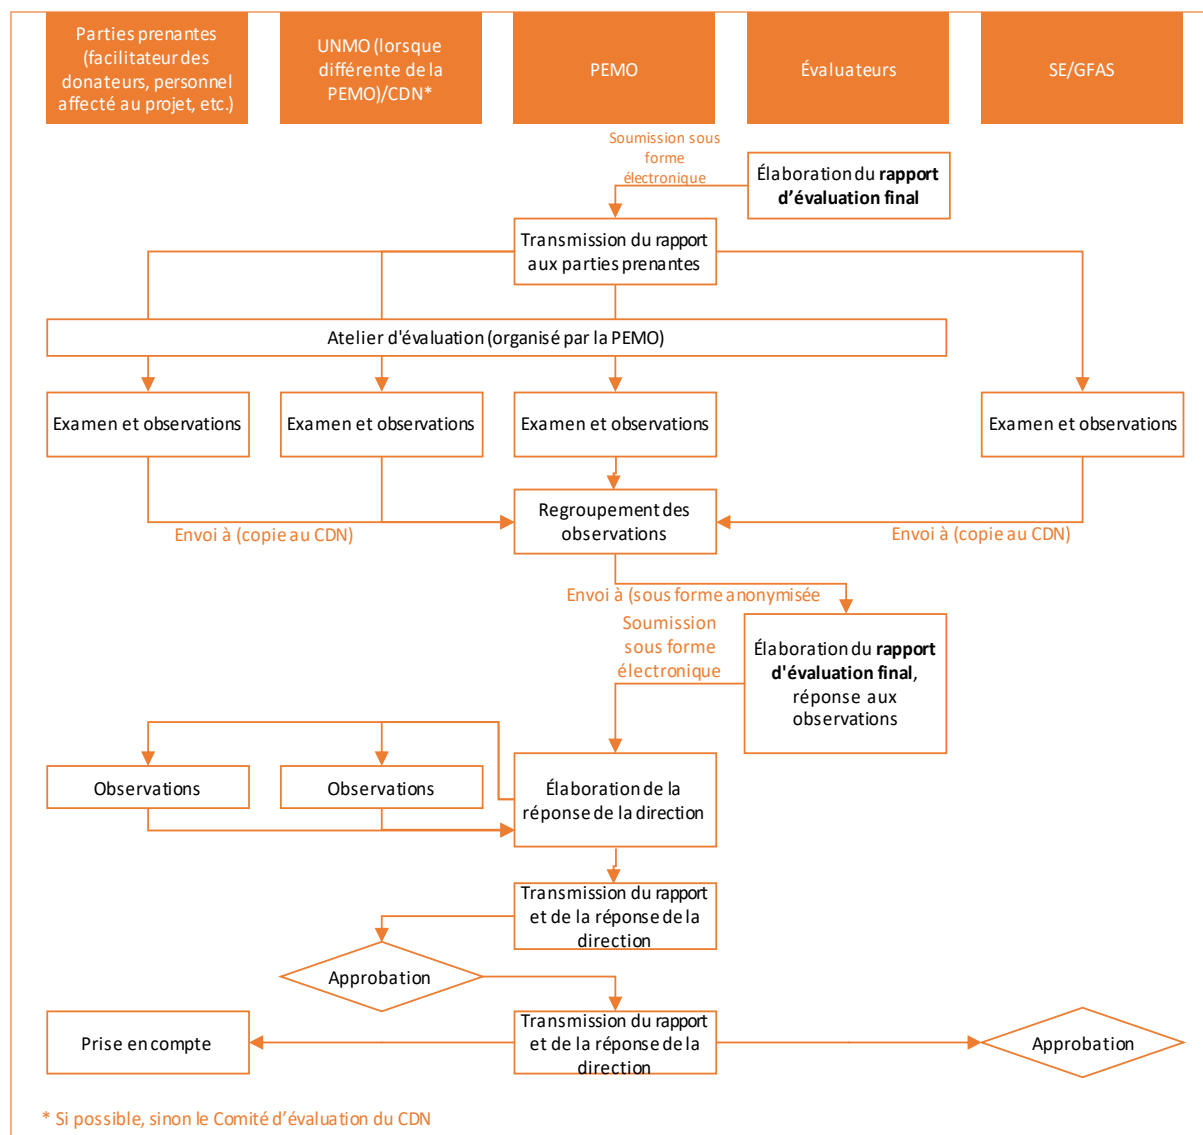 Parties prenantes
(facilitateur des
donateurs, personnel
affecté au projet, etc.)
UNMO (lorsque
différente de la
PEMO)/CDN*
PEMO
Évaluateurs
SE/GFAS
Soumission sous
forme
électronique
Élaboration du rapport
d’évaluation final
Transmission du rapport
aux parties prenantes
Atelier d'évaluation (organisé par la PEMO)
Examen et observations
Examen et observations
Examen et observations
Examen et observations
Regroupement des
observations
Envoi à (copie au CDN)
Envoi à (copie au CDN)
Envoi à (sous forme anonymisée
Soumission
sous forme
électronique
Élaboration du rapport
d'évaluation final,
réponse aux
observations
Observations
Observations
Élaboration de la
réponse de la direction
Transmission du rapport
et de la réponse de la
direction
Approbation
Prise en compte
Transmission du rapport
et de la réponse de la
direction
Approbation
* Si possible, sinon le Comité d’évaluation du CDN